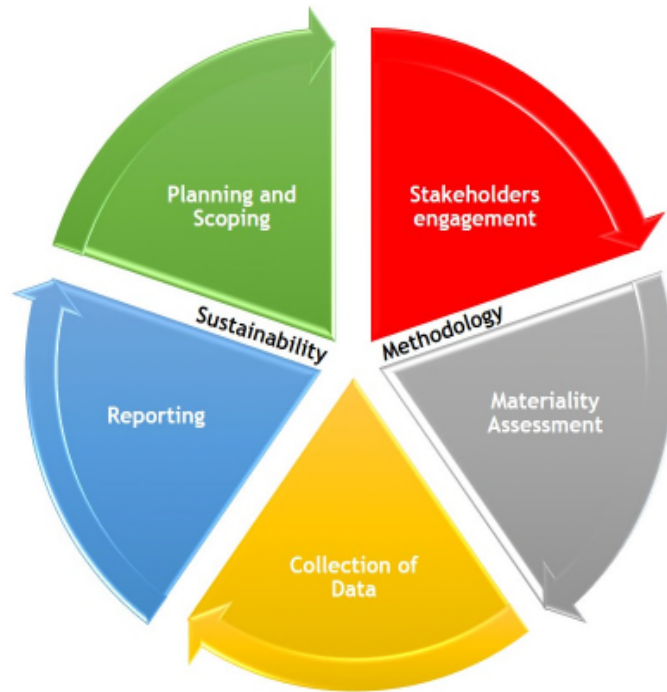 Planning and
Scoping
Stakeholders
engagement
Sustainability
Methodology
Materiality
Assessment
Reporting
Collection of
Data